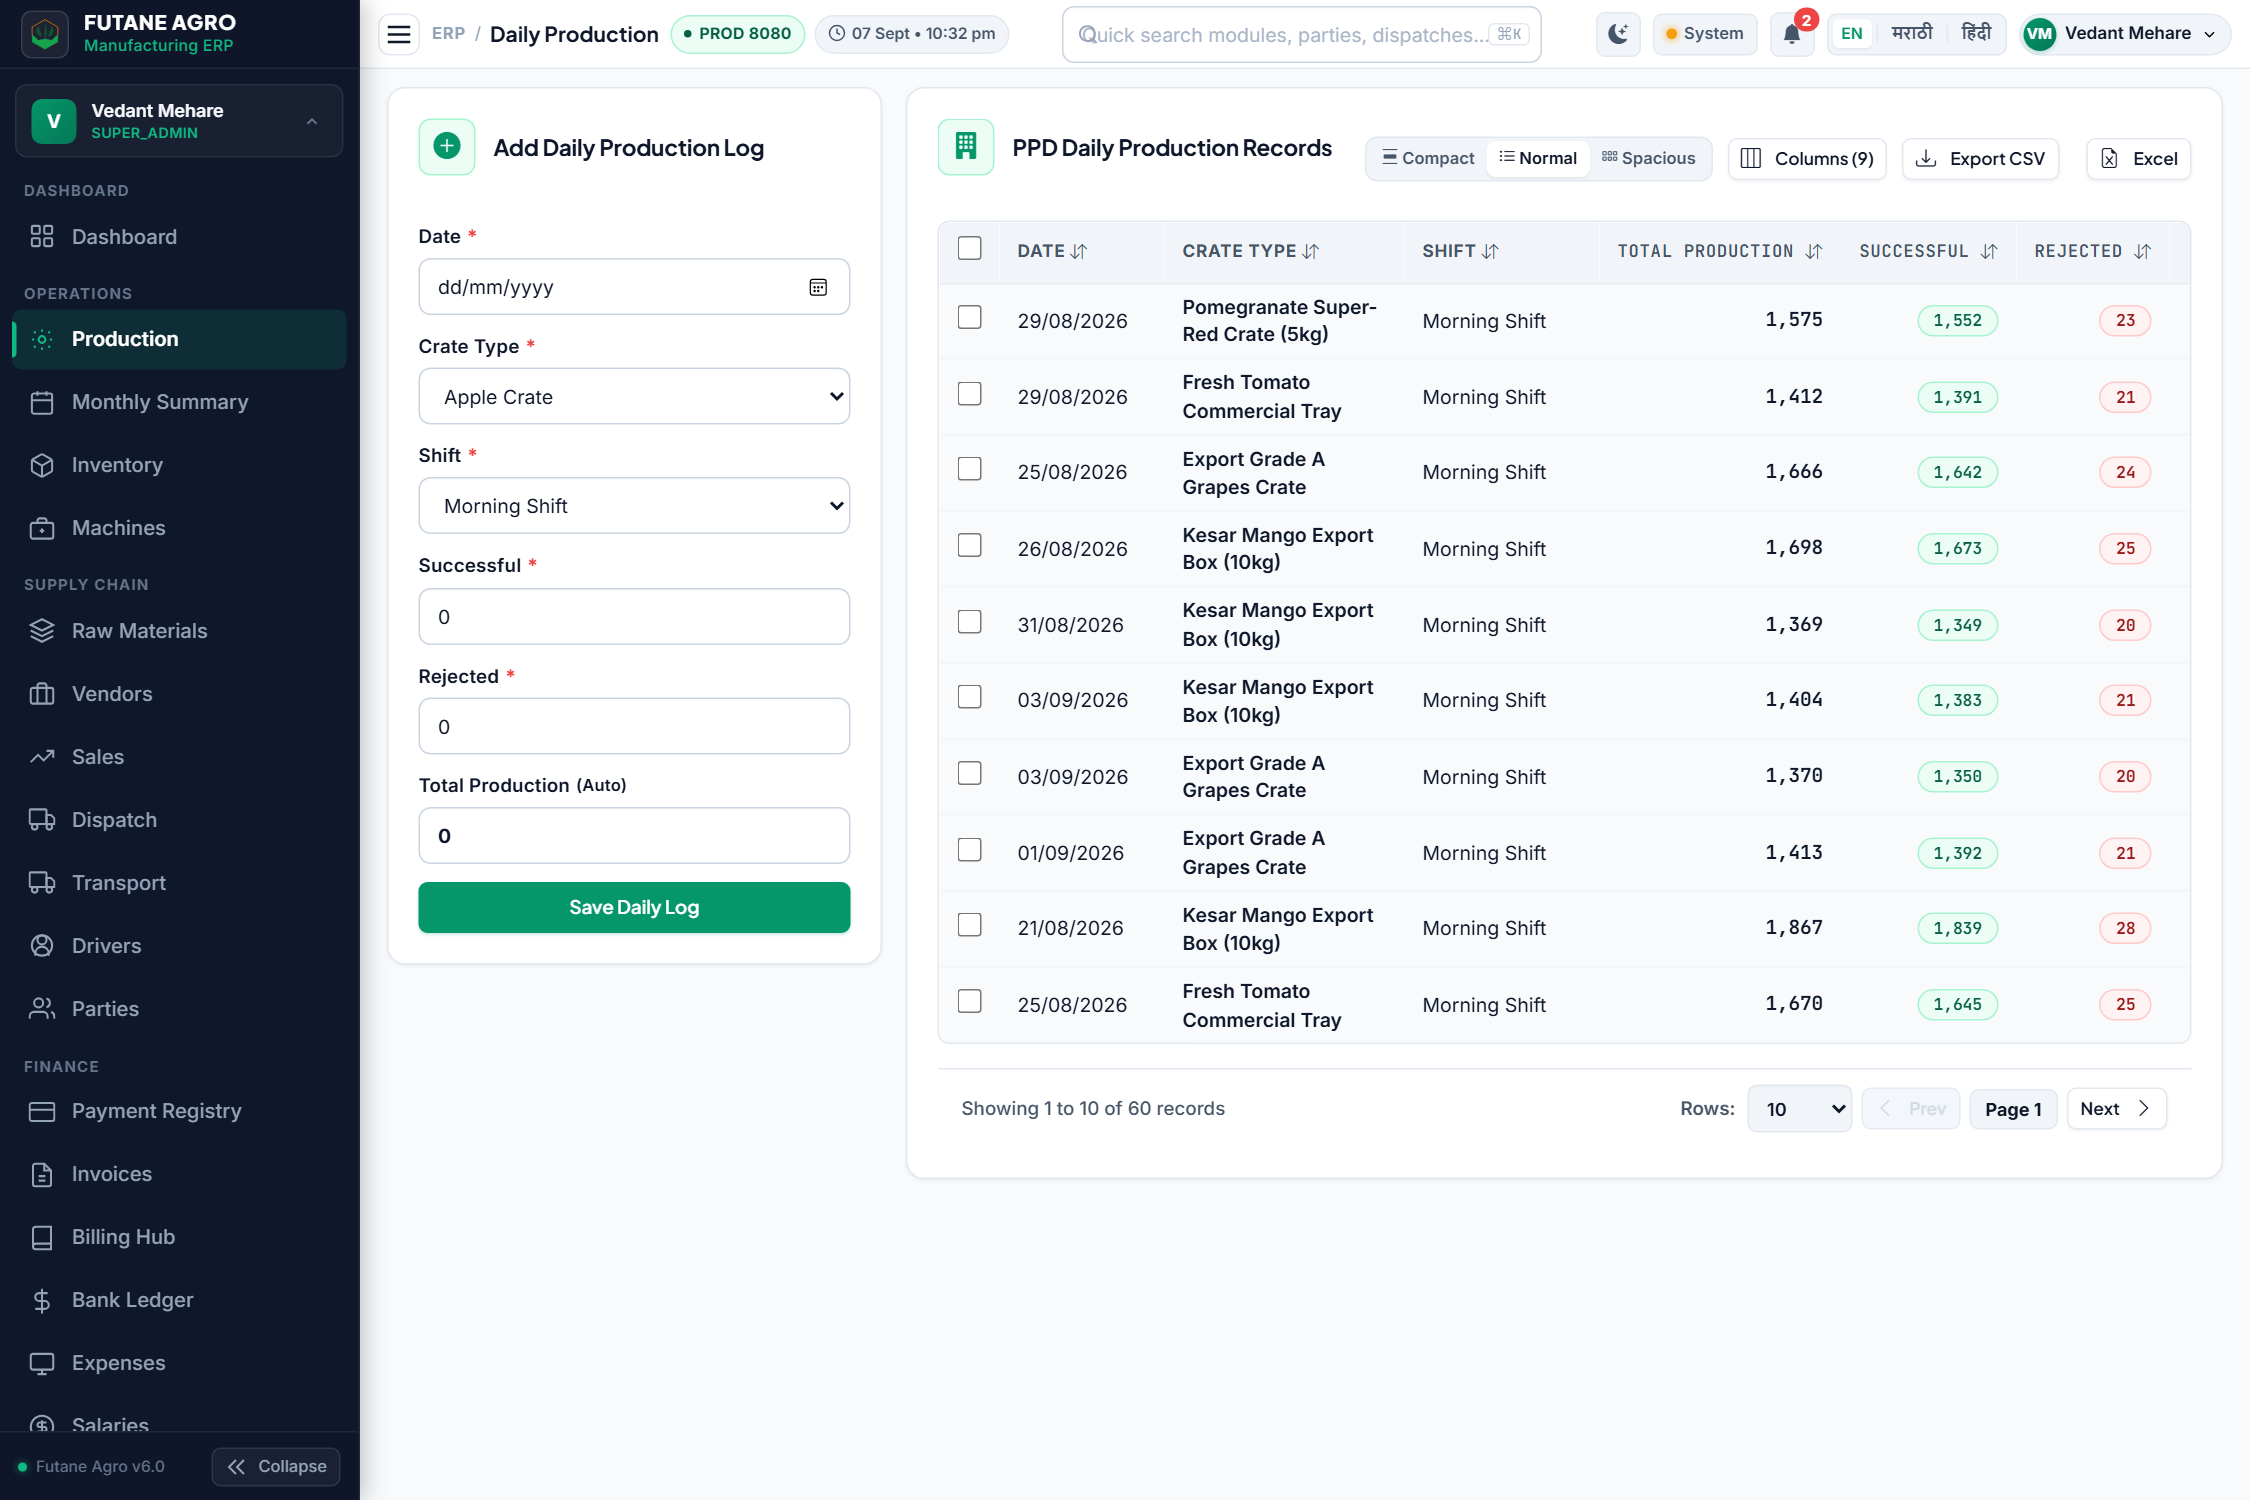 FUTANE AGRO
Manufacturing ERP
V
Vedant Mehare
SUPER_ADMIN
DASHBOARD
Dashboard
OPERATIONS
Production
Monthly Summary
Inventory
Machines
SUPPLY CHAIN
Raw Materials
Vendors
Sales
Dispatch
Transport
Drivers
Parties
FINANCE
Payment Registry
Invoices
Billing Hub
Bank Ledger
Expenses
Salaries
Futane Agro v6.0
Collapse
ERP / Daily Production
PROD 8080
07 Sept • 10:32 pm
Quick search modules, parties, dispatches...
⌘K
System
2
EN
मराठी
हिंदी
VM
Vedant Mehare
Add Daily Production Log
Date *
dd/mm/yyyy
Crate Type *
Apple Crate
Shift *
Morning Shift
Successful *
0
Rejected *
0
Total Production (Auto)
0
Save Daily Log
PPD Daily Production Records
Compact
Normal
Spacious
Columns (9)
Export CSV
Excel
DATE CRATE TYPE SHIFT TOTAL PRODUCTION SUCCESSFUL REJECTED
29/08/2026 Pomegranate Super-Red Crate (5kg) Morning Shift 1,575 1,552 23
29/08/2026 Fresh Tomato Commercial Tray Morning Shift 1,412 1,391 21
25/08/2026 Export Grade A Grapes Crate Morning Shift 1,666 1,642 24
26/08/2026 Kesar Mango Export Box (10kg) Morning Shift 1,698 1,673 25
31/08/2026 Kesar Mango Export Box (10kg) Morning Shift 1,369 1,349 20
03/09/2026 Kesar Mango Export Box (10kg) Morning Shift 1,404 1,383 21
03/09/2026 Export Grade A Grapes Crate Morning Shift 1,370 1,350 20
01/09/2026 Export Grade A Grapes Crate Morning Shift 1,413 1,392 21
21/08/2026 Kesar Mango Export Box (10kg) Morning Shift 1,867 1,839 28
25/08/2026 Fresh Tomato Commercial Tray Morning Shift 1,670 1,645 25
Showing 1 to 10 of 60 records
Rows: 10
Prev
Page 1
Next